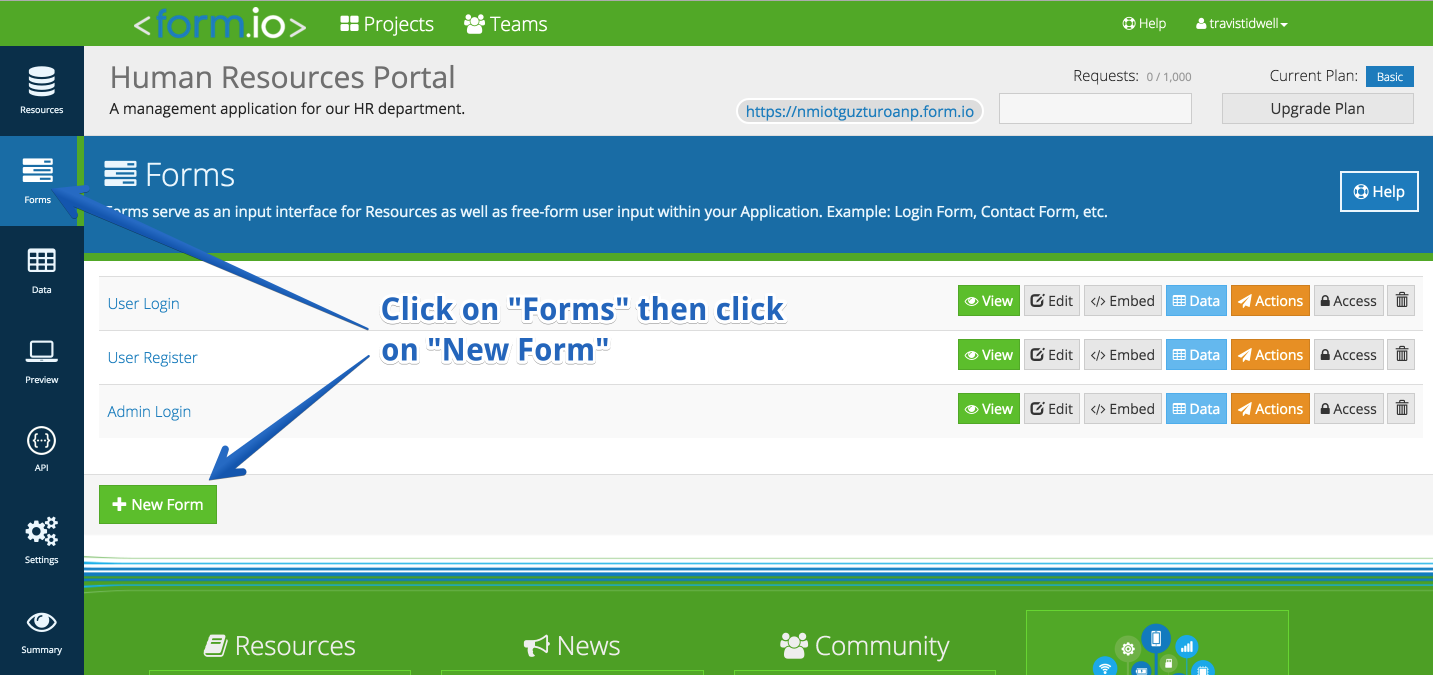 <form.io> Projects Teams Help travistidwell
Resources
Human Resources Portal
A management application for our HR department.
https://nmiotguzturoanp.form.io
Requests: 0 / 1,000
Current Plan: Basic
Upgrade Plan
Forms
Forms
Forms serve as an input interface for Resources as well as free-form user input within your Application. Example: Login Form, Contact Form, etc.
Help
Data
User Login View Edit </> Embed Data Actions Access
Click on "Forms" then click
on "New Form"
User Register View Edit </> Embed Data Actions Access
Preview
Admin Login View Edit </> Embed Data Actions Access
API
+ New Form
Settings
Summary
Resources News Community